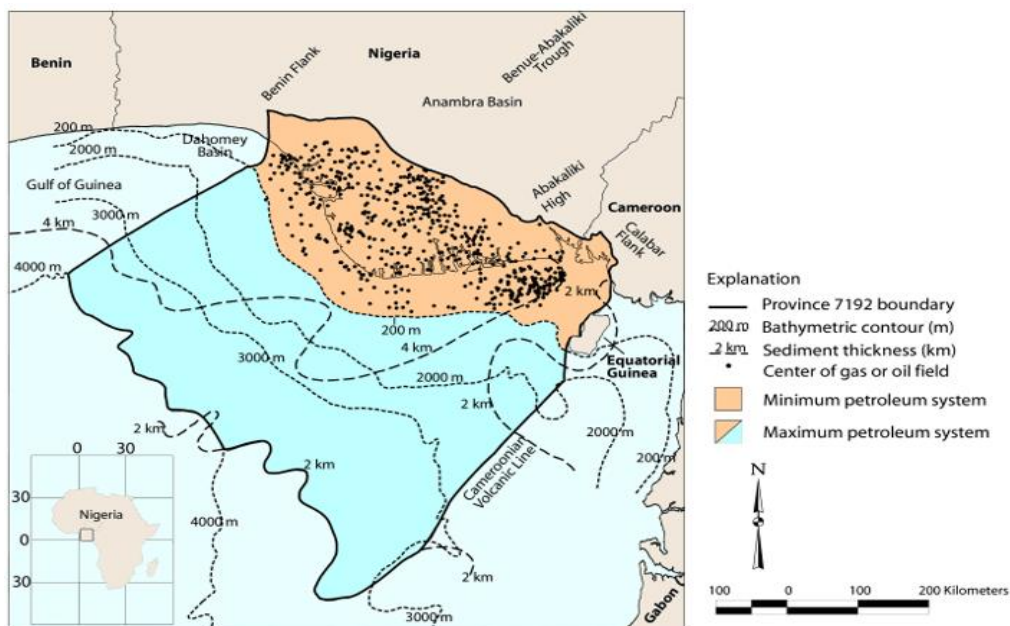 Benin
Nigeria
Benin Flank
Benue-Abakaliki
Trough
Anambra Basin
200 m
2000 m
Dahomey
Basin
Gulf of Guinea
3000 m
4 km
4000 m
Abakaliki
High
Cameroon
Calabar
Flank
2 km
200 m
4 km
3000 m
2000 m
Equatorial
Guinea
2 km
2 km
2000 m
200 m
2 km
Cameroonian
Volcanic Line
4000 m
2 km
3000 m
Gabon
0 30
30
0
30
Nigeria
Explanation
Province 7192 boundary
200 m Bathymetric contour (m)
2 km Sediment thickness (km)
Center of gas or oil field
Minimum petroleum system
Maximum petroleum system
N
100 0 100 200 Kilometers